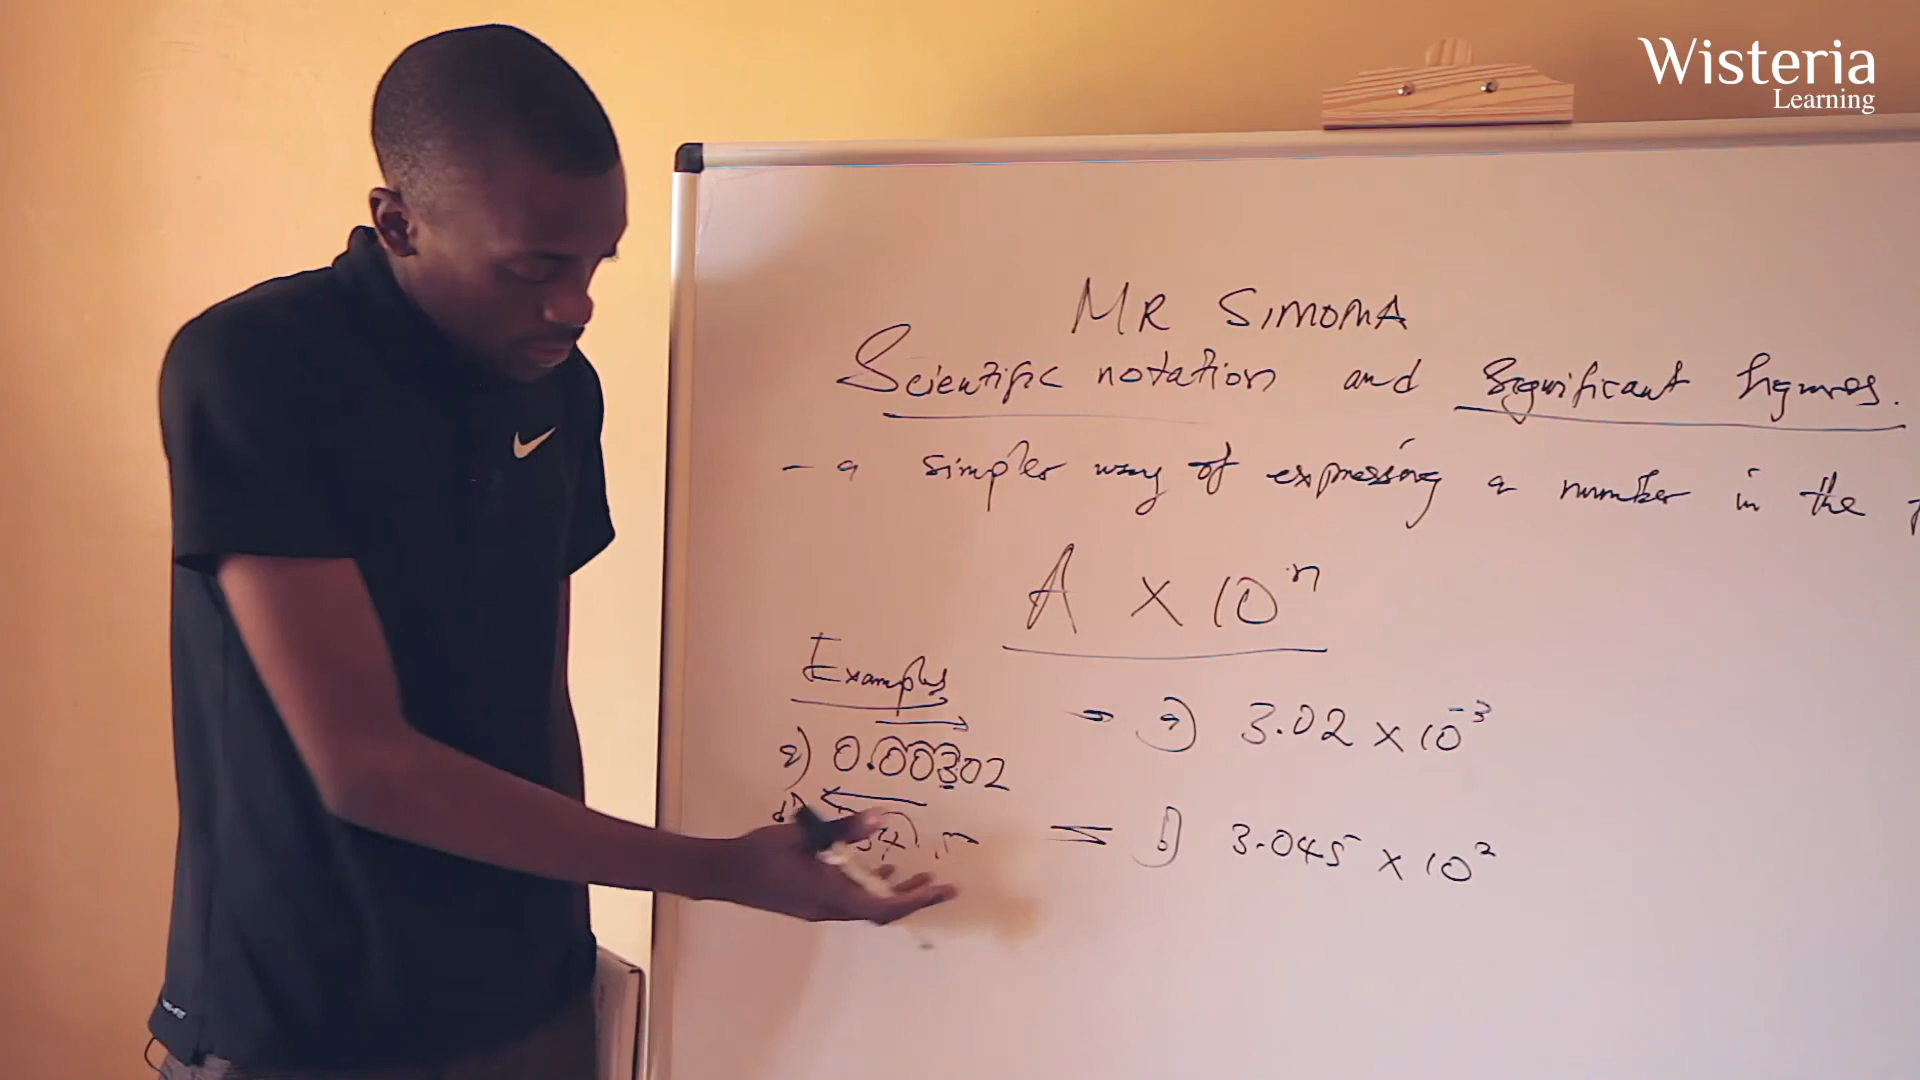 Wisteria
Learning
MR SIMOMA
Scientific notation and Significant figures.
- a simpler way of expressing a number in the
A × 10ⁿ
Examples
a) 0.00302 → a) 3.02 × 10⁻³
= b) 3.045 × 10²